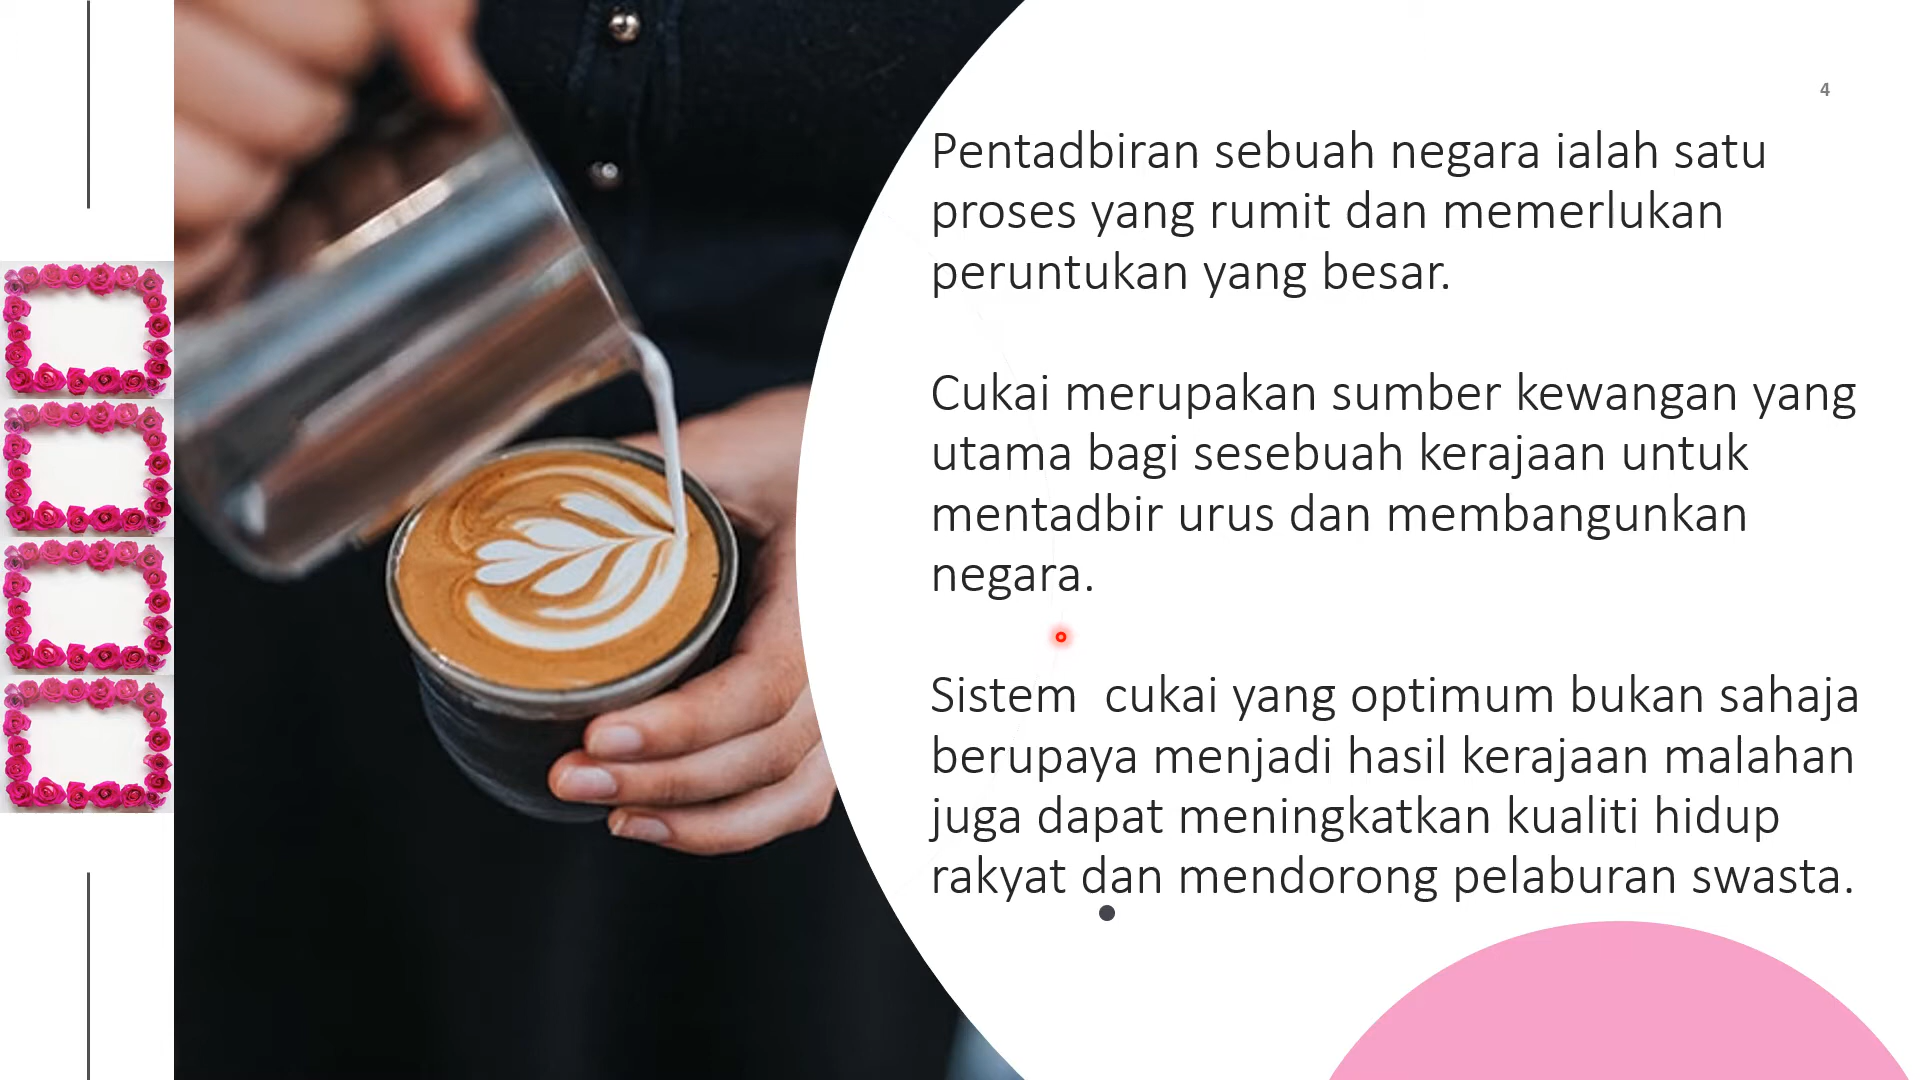 4
Pentadbiran sebuah negara ialah satu
proses yang rumit dan memerlukan
peruntukan yang besar.
Cukai merupakan sumber kewangan yang
utama bagi sesebuah kerajaan untuk
mentadbir urus dan membangunkan
negara.
Sistem  cukai yang optimum bukan sahaja
berupaya menjadi hasil kerajaan malahan
juga dapat meningkatkan kualiti hidup
rakyat dan mendorong pelaburan swasta.